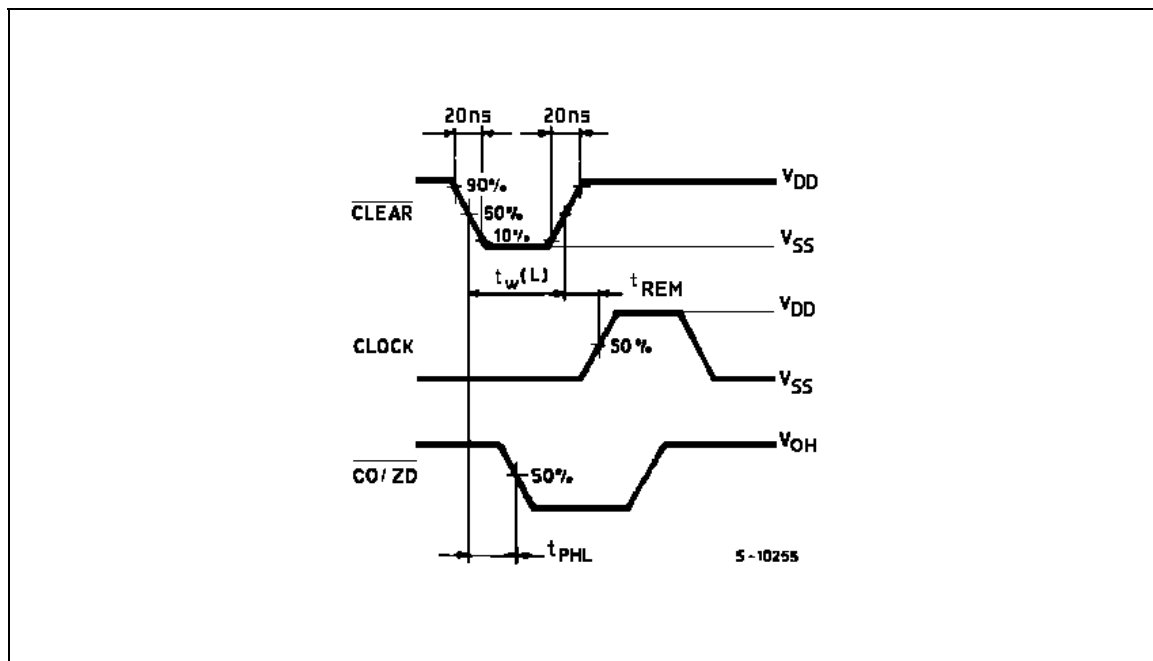 20ns 20ns
VDD
90%
CLEAR
50%
10%
VSS
tw(L)
tREM
VDD
CLOCK
50%
VSS
VOH
CO/ZD
50%
tPHL
S-10255